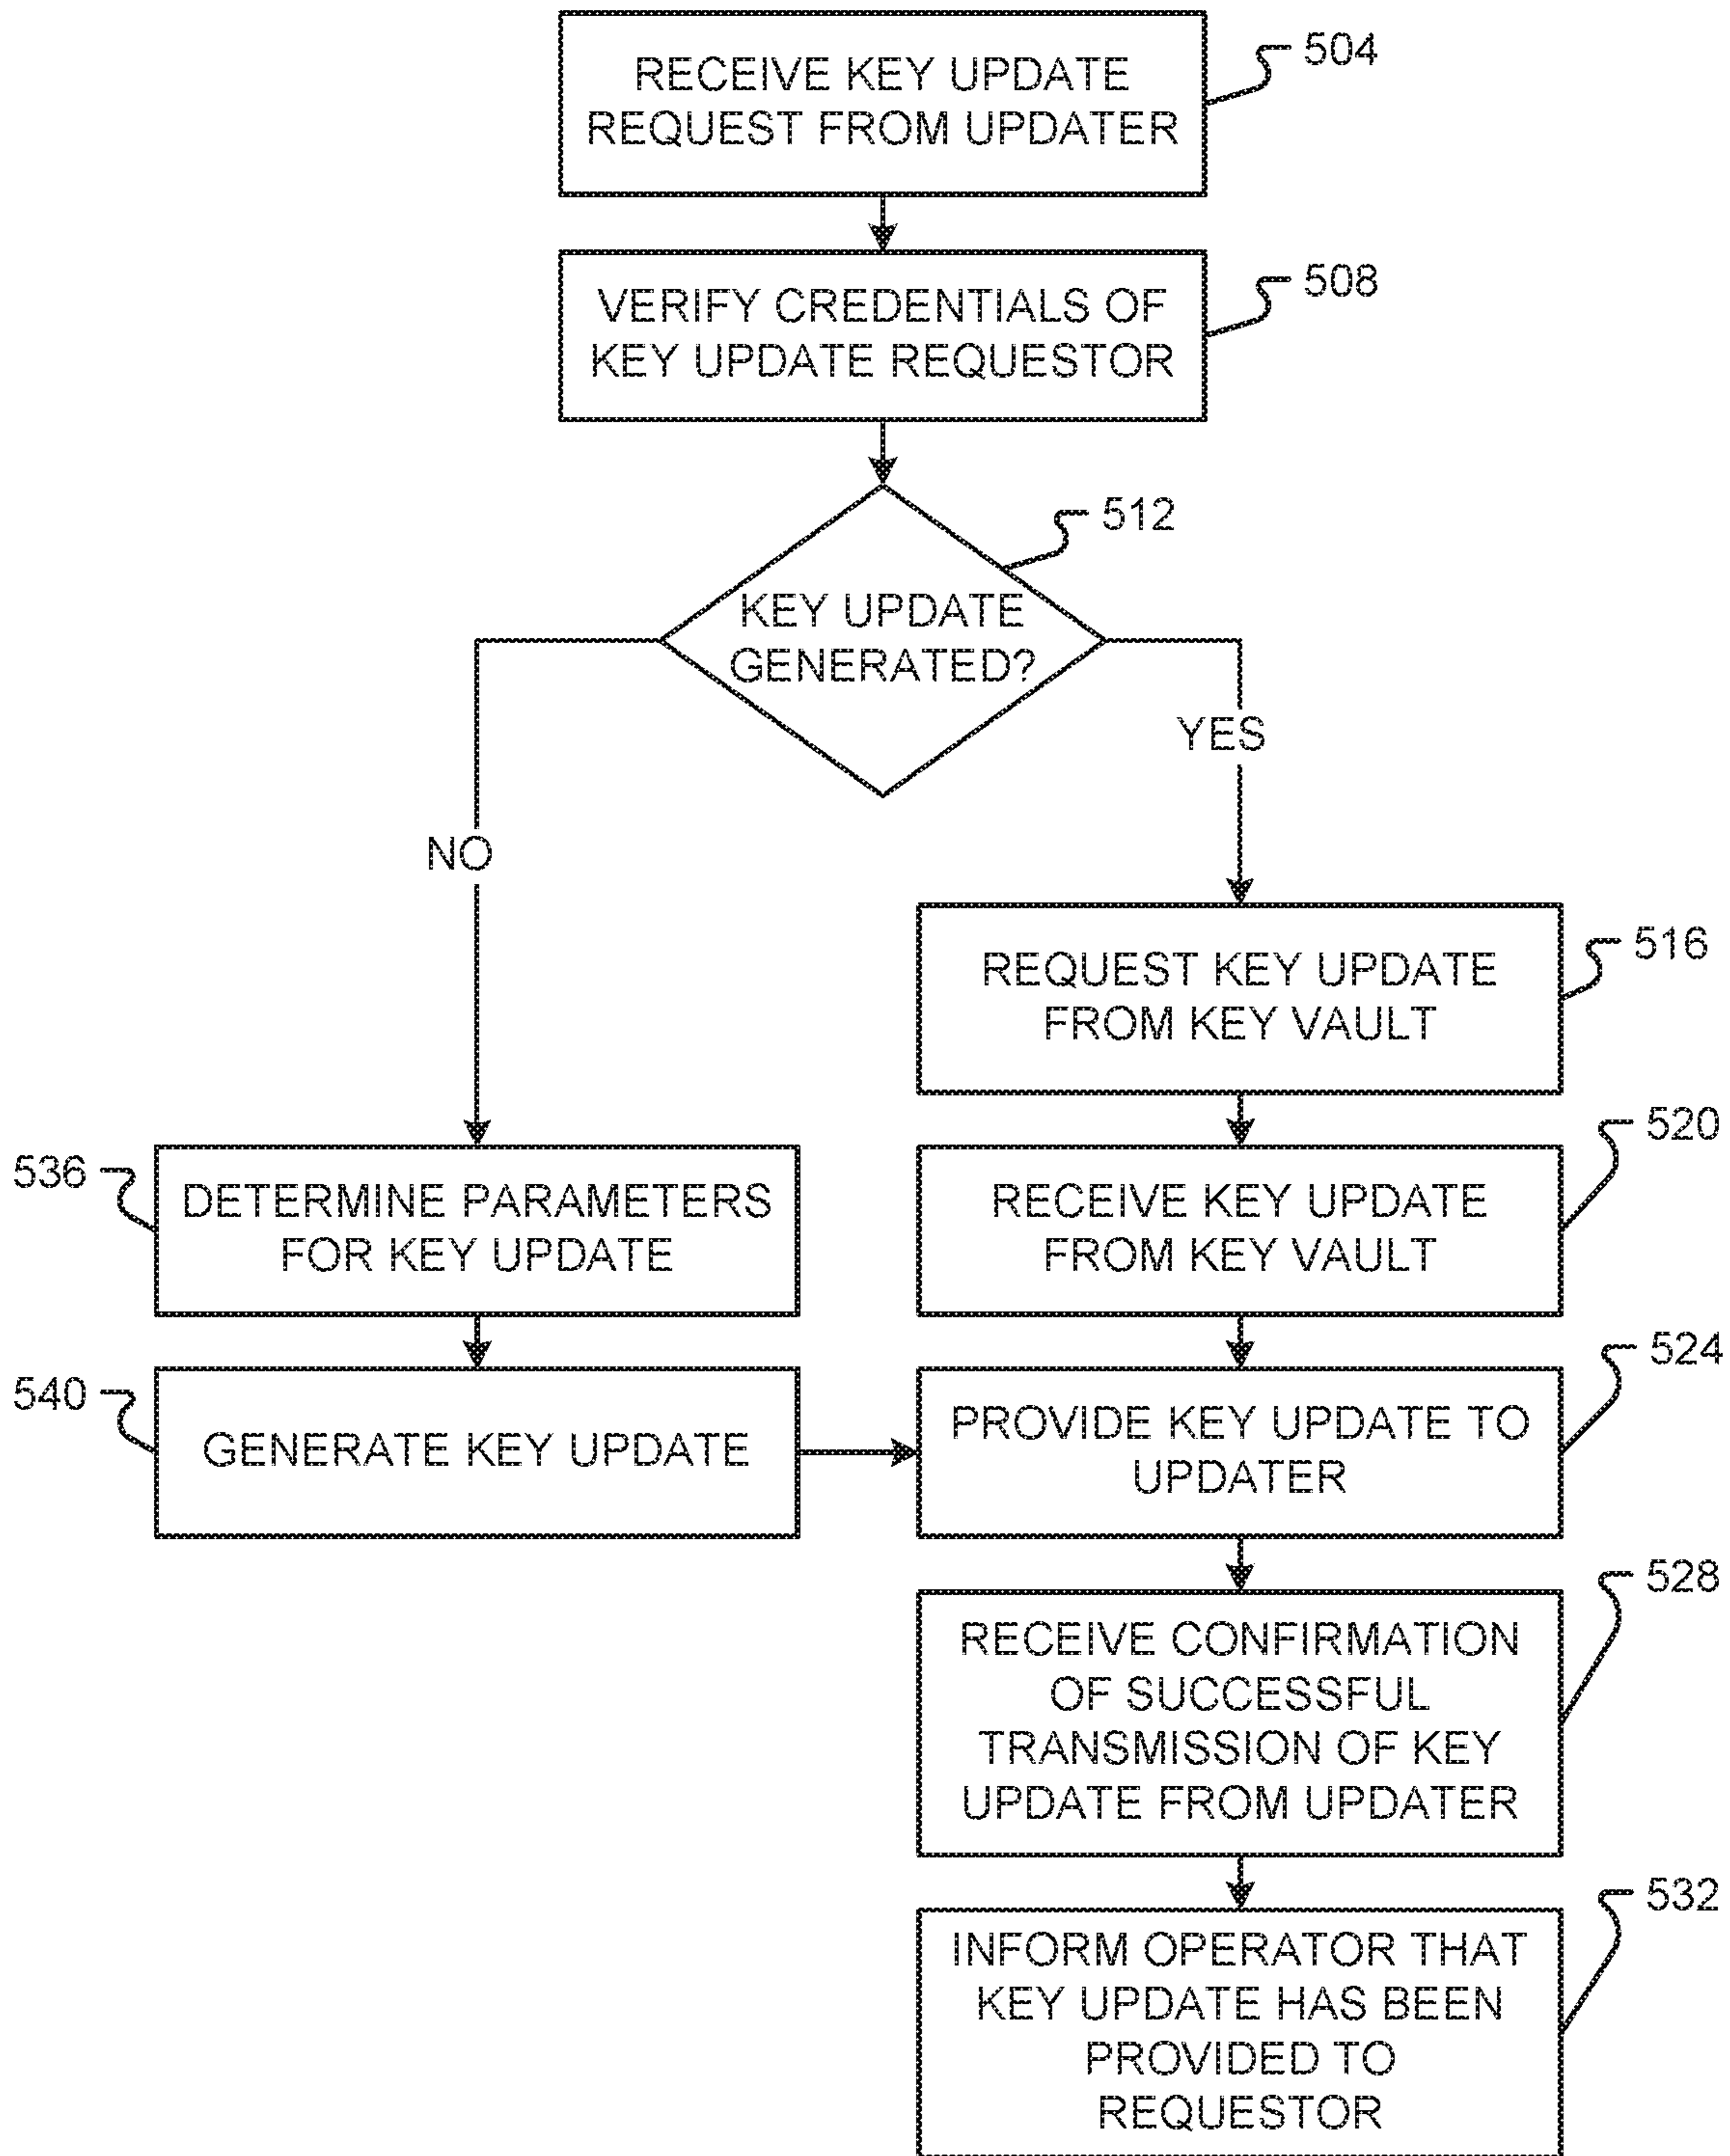 RECEIVE KEY UPDATE
REQUEST FROM UPDATER
504
VERIFY CREDENTIALS OF
KEY UPDATE REQUESTOR
508
512
KEY UPDATE
GENERATED?
YES
NO
REQUEST KEY UPDATE
FROM KEY VAULT
516
536
DETERMINE PARAMETERS
FOR KEY UPDATE
RECEIVE KEY UPDATE
FROM KEY VAULT
520
540
GENERATE KEY UPDATE
PROVIDE KEY UPDATE TO
UPDATER
524
RECEIVE CONFIRMATION
OF SUCCESSFUL
TRANSMISSION OF KEY
UPDATE FROM UPDATER
528
INFORM OPERATOR THAT
KEY UPDATE HAS BEEN
PROVIDED TO
REQUESTOR
532